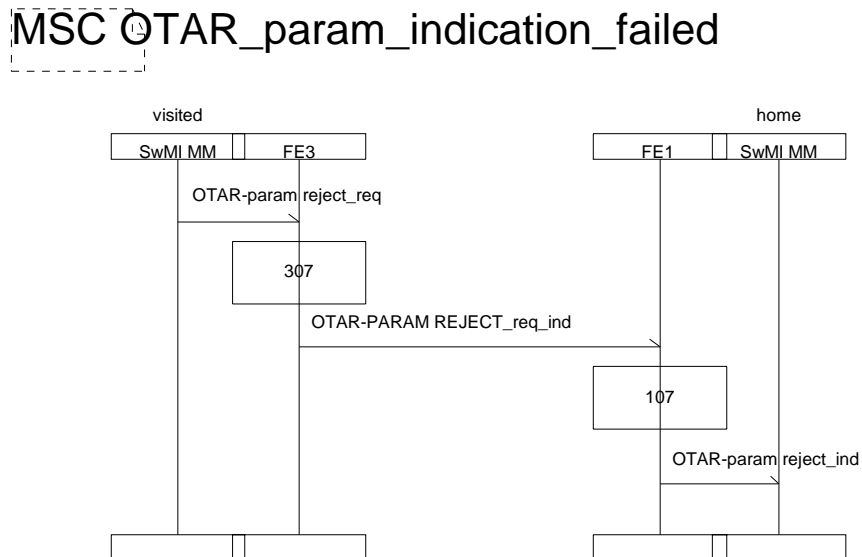 MSC OTAR_param_indication_failed
visited
home
SwMI MM
FE3
FE1
SwMI MM
OTAR-param reject_req
307
OTAR-PARAM REJECT_req_ind
107
OTAR-param reject_ind